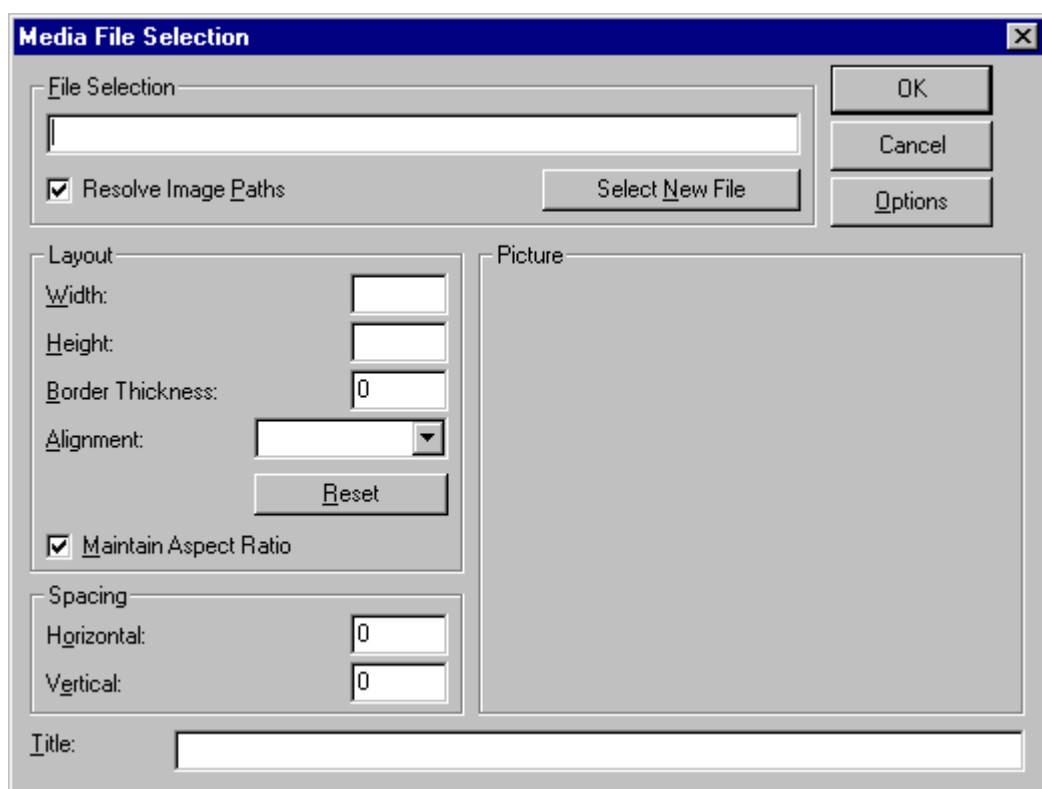 Media File Selection
File Selection
OK
Cancel
Resolve Image Paths
Select New File
Options
Layout
Picture
Width:
Height:
Border Thickness: 0
Alignment:
Reset
Maintain Aspect Ratio
Spacing
Horizontal: 0
Vertical: 0
Title: